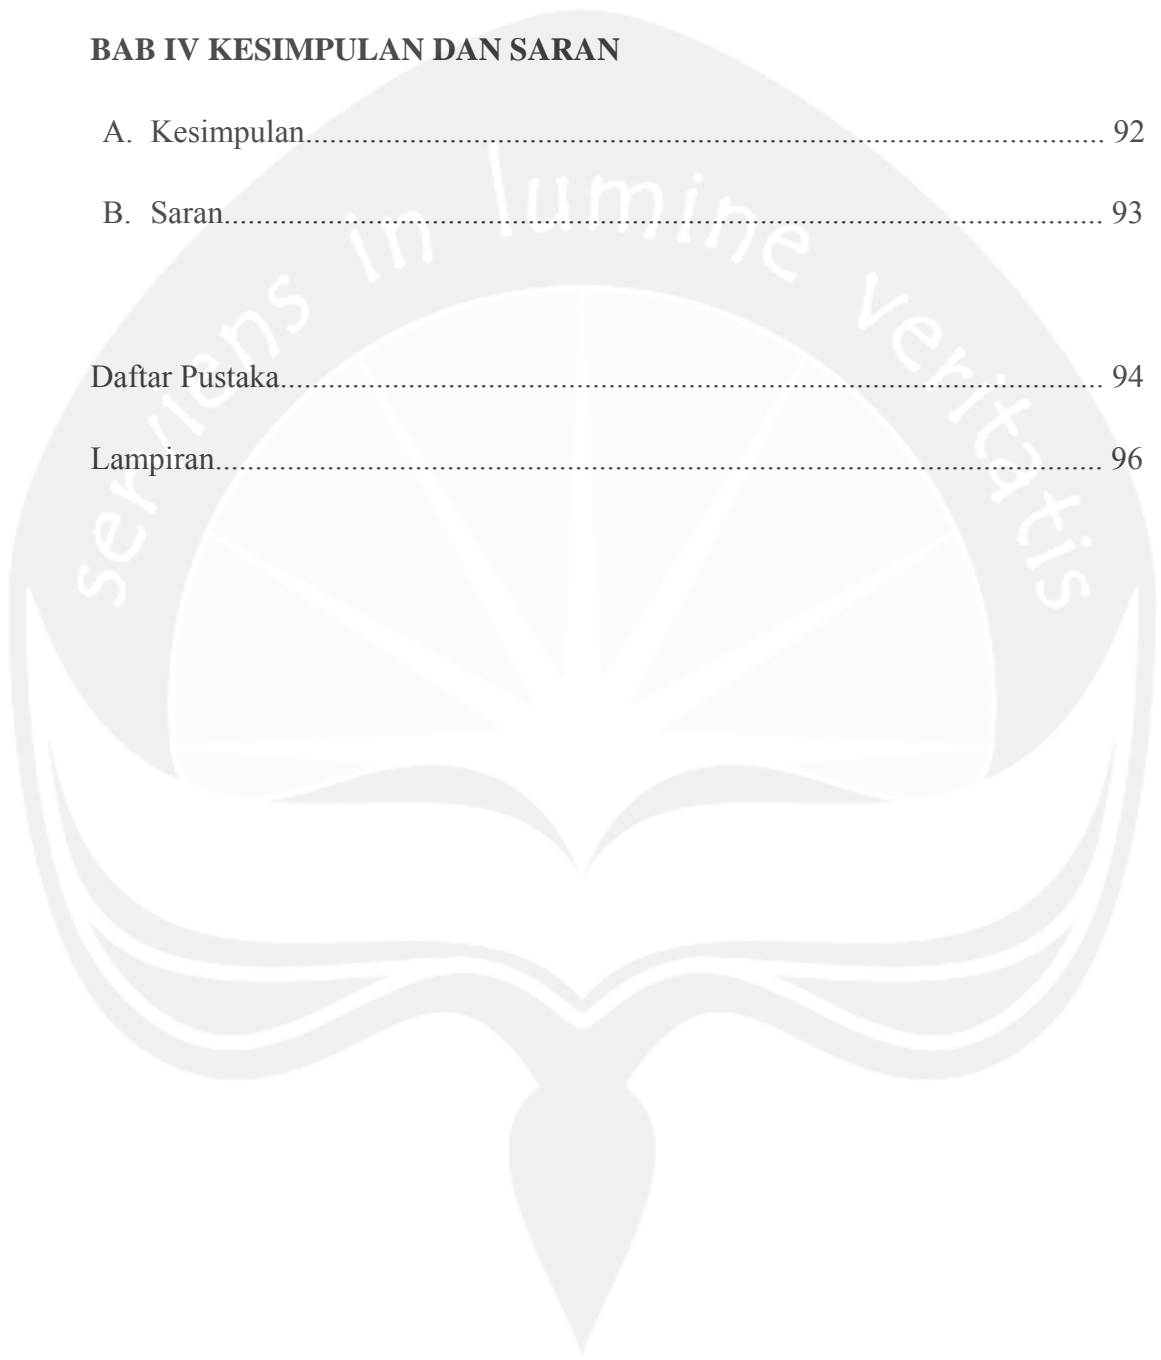 BAB IV KESIMPULAN DAN SARAN
A. Kesimpulan.................................................................................................... 92
B. Saran.............................................................................................................. 93
Daftar Pustaka....................................................................................................... 94
Lampiran............................................................................................................... 96
serviens in lumine veritatis